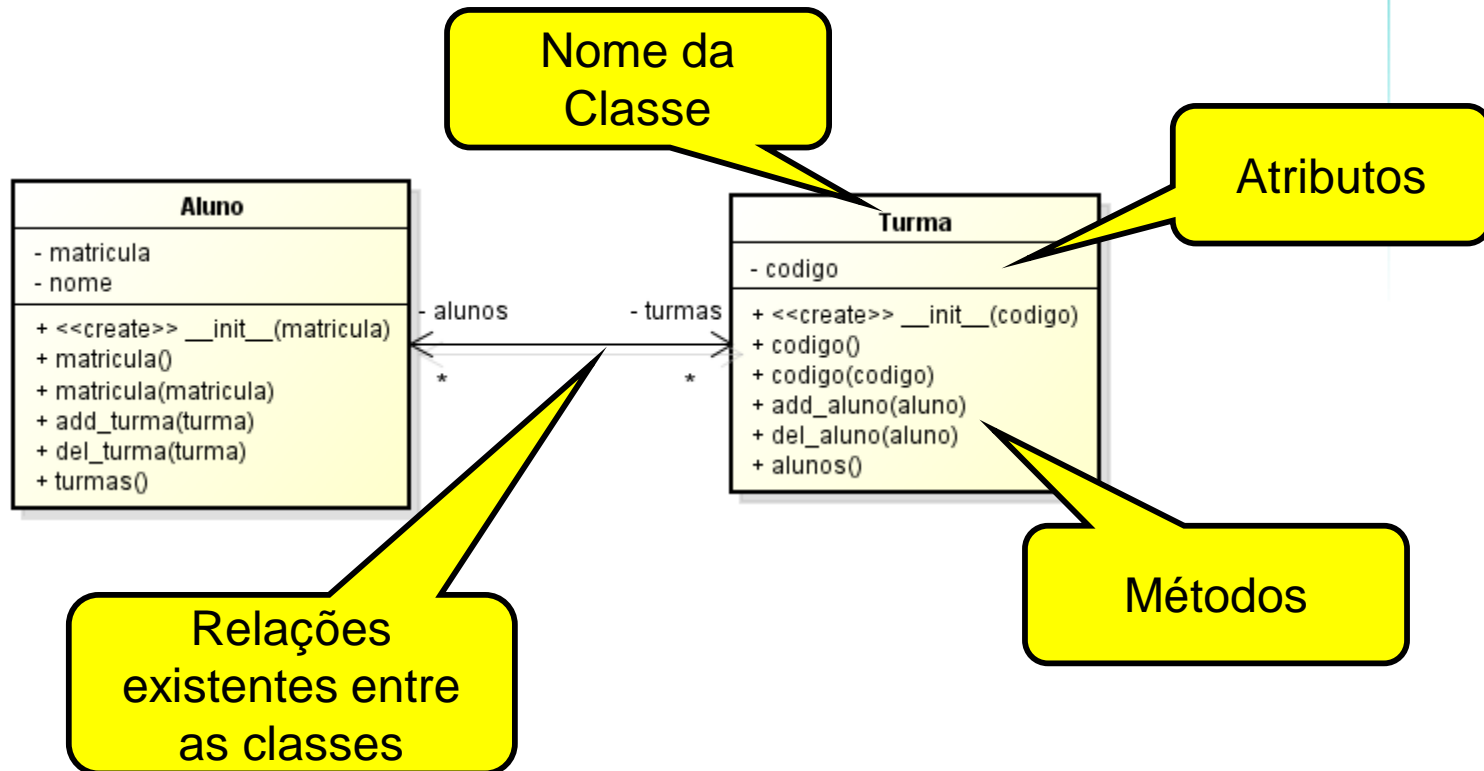 Nome da
Classe
Atributos
Aluno
- matricula
- nome
+ <<create>> __init__(matricula)
+ matricula()
+ matricula(matricula)
+ add_turma(turma)
+ del_turma(turma)
+ turmas()
- alunos
*
- turmas
*
Turma
- codigo
+ <<create>> __init__(codigo)
+ codigo()
+ codigo(codigo)
+ add_aluno(aluno)
+ del_aluno(aluno)
+ alunos()
Relações
existentes entre
as classes
Métodos